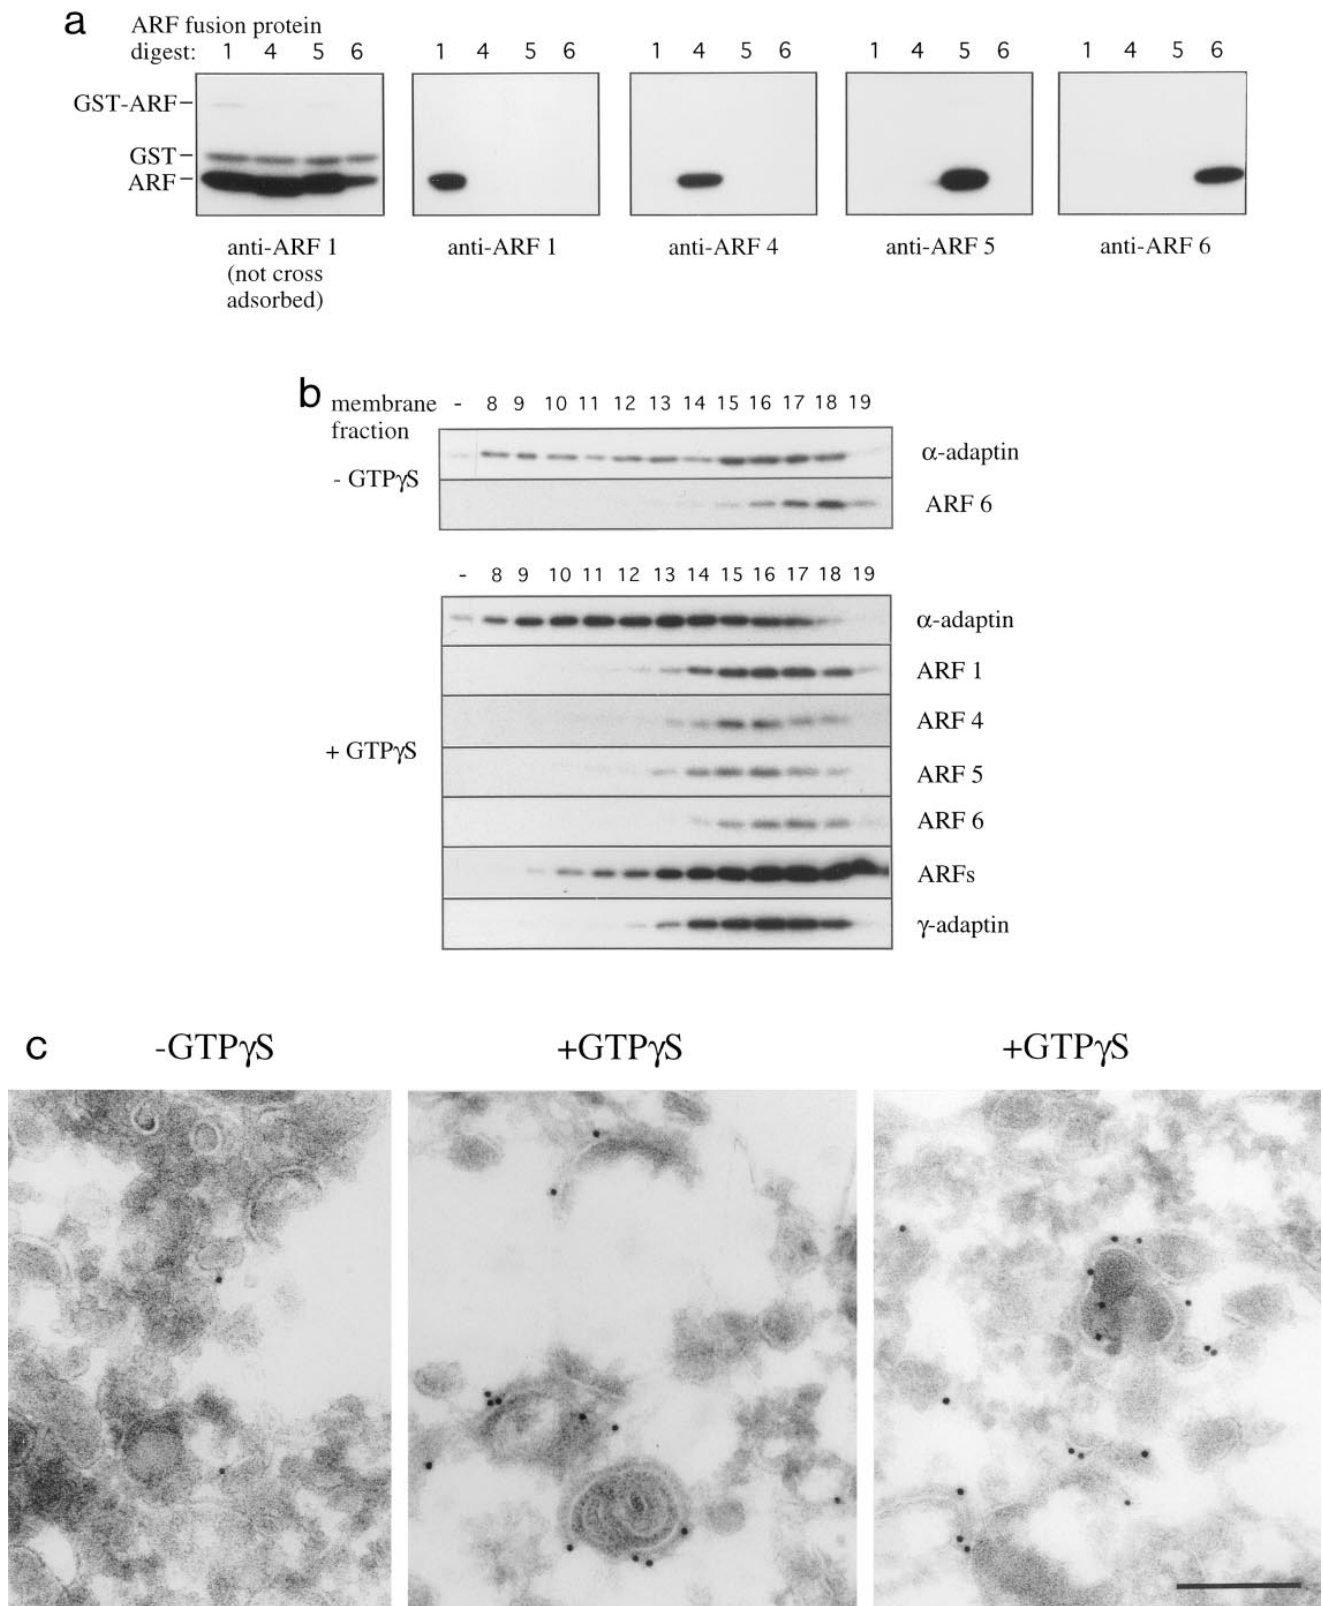 a
ARF fusion protein
digest: 1 4 5 6 1 4 5 6 1 4 5 6 1 4 5 6 1 4 5 6
GST-ARF
GST
ARF
anti-ARF 1
(not cross
adsorbed)
anti-ARF 1
anti-ARF 4
anti-ARF 5
anti-ARF 6
b
membrane
fraction
- 8 9 10 11 12 13 14 15 16 17 18 19
- GTPγS
α-adaptin
ARF 6
- 8 9 10 11 12 13 14 15 16 17 18 19
+ GTPγS
α-adaptin
ARF 1
ARF 4
ARF 5
ARF 6
ARFs
γ-adaptin
c
-GTPγS
+GTPγS
+GTPγS